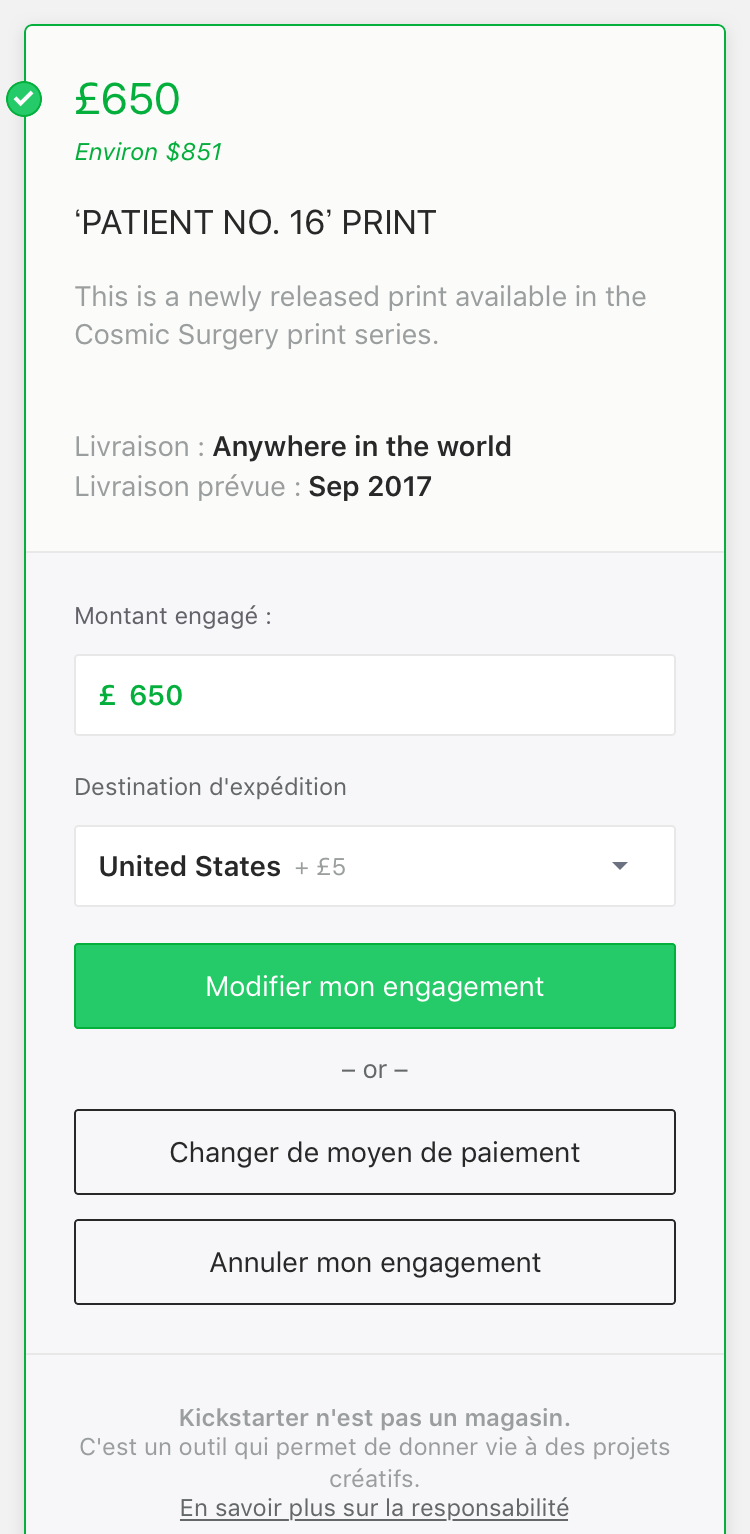 £650
Environ $851
‘PATIENT NO. 16’ PRINT
This is a newly released print available in the
Cosmic Surgery print series.
Livraison : Anywhere in the world
Livraison prévue : Sep 2017
Montant engagé :
£ 650
Destination d'expédition
United States + £5
Modifier mon engagement
– or –
Changer de moyen de paiement
Annuler mon engagement
Kickstarter n'est pas un magasin.
C'est un outil qui permet de donner vie à des projets
créatifs.
En savoir plus sur la responsabilité